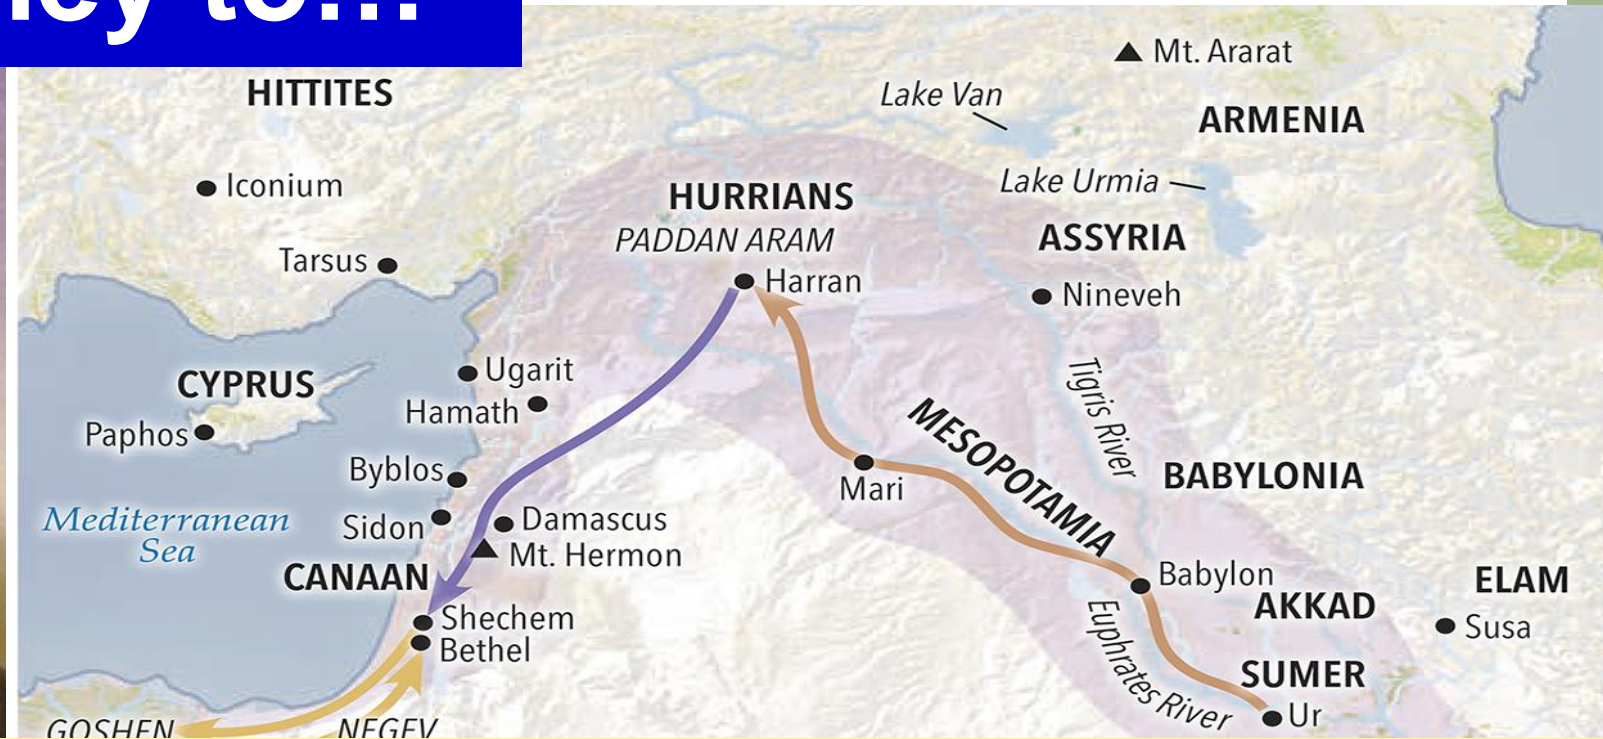 to...
Mt. Ararat
HITTITES
Lake Van
ARMENIA
Iconium
HURRIANS
Lake Urmia
PADDAN ARAM
ASSYRIA
Tarsus
Harran
Nineveh
Ugarit
CYPRUS
Hamath
Tigris River
Paphos
MESOPOTAMIA
Byblos
BABYLONIA
Mari
Mediterranean
Sea
Sidon
Damascus
Mt. Hermon
CANAAN
Babylon
ELAM
AKKAD
Shechem
Susa
Bethel
Euphrates River
SUMER
Ur
GOSHEN
NEGEV